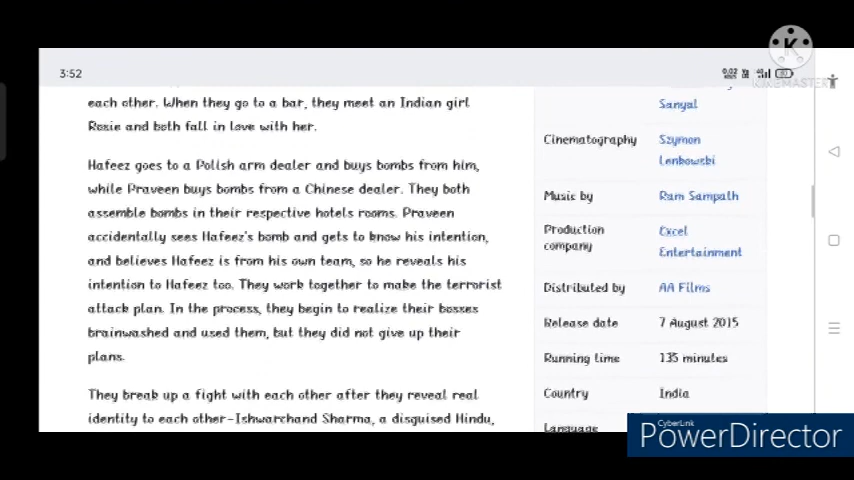 3:52
0.02
KINEMASTER
each other. When they go to a bar, they meet an Indian girl
Rosie and both fall in love with her.
Hafeez goes to a Polish arm dealer and buys bombs from him,
while Praveen buys bombs from a Chinese dealer. They both
assemble bombs in their respective hotels rooms. Praveen
accidentally sees Hafeez's bomb and gets to know his intention,
and believes Hafeez is from his own team, so he reveals his
intention to Hafeez too. They work together to make the terrorist
attack plan. In the process, they begin to realize their bosses
brainwashed and used them, but they did not give up their
plans.
They break up a fight with each other after they reveal real
identity to each other–Ishwarchand Sharma, a disguised Hindu,
Sanyal
Cinematography Szymon
Lenkowski
Music by Ram Sampath
Production Excel
company Entertainment
Distributed by AA Films
Release date 7 August 2015
Running time 135 minutes
Country India
Language
CyberLink
PowerDirector